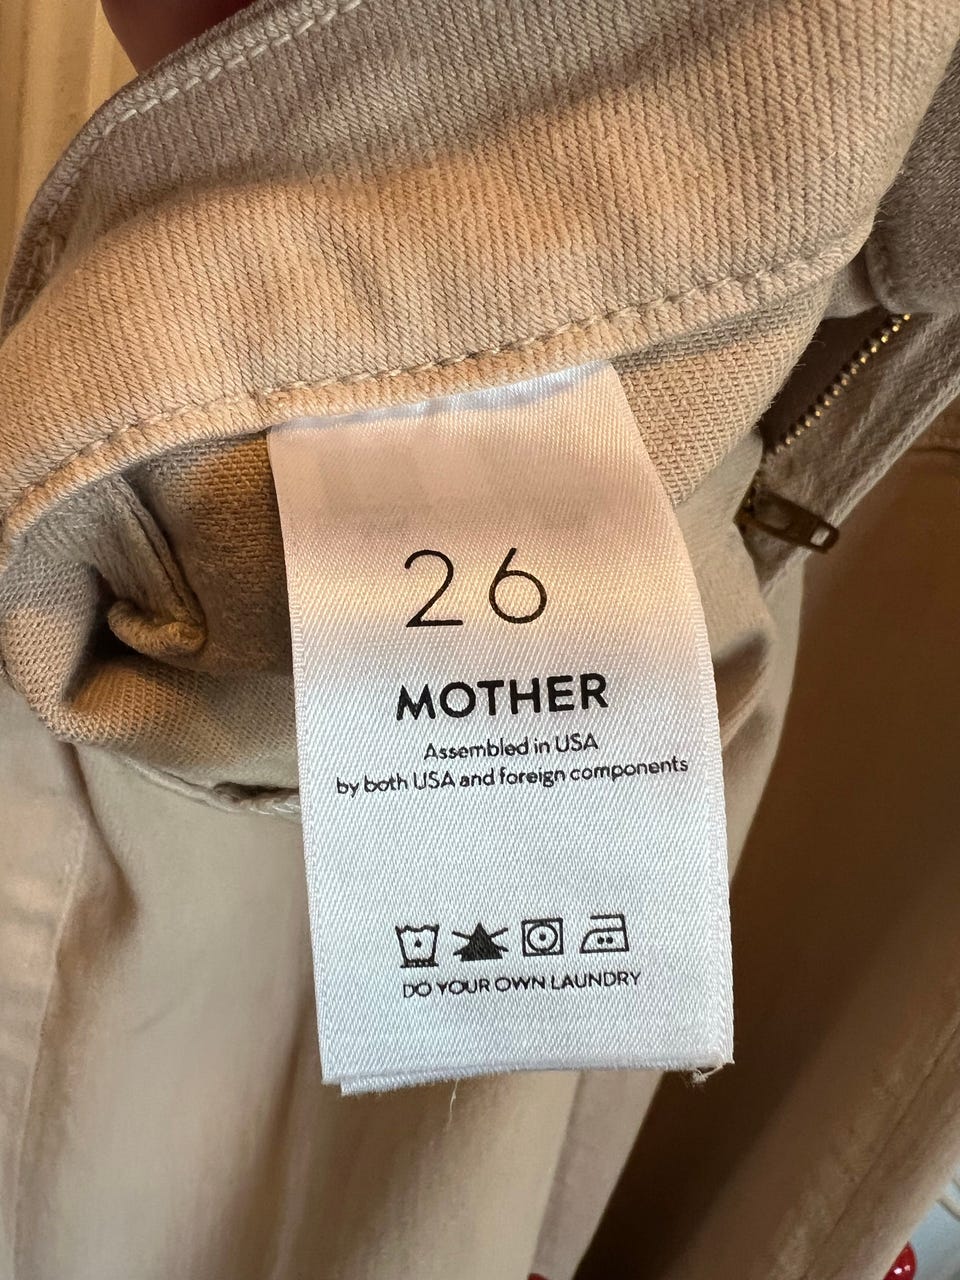 26
MOTHER
Assembled in USA
by both USA and foreign components
DO YOUR OWN LAUNDRY